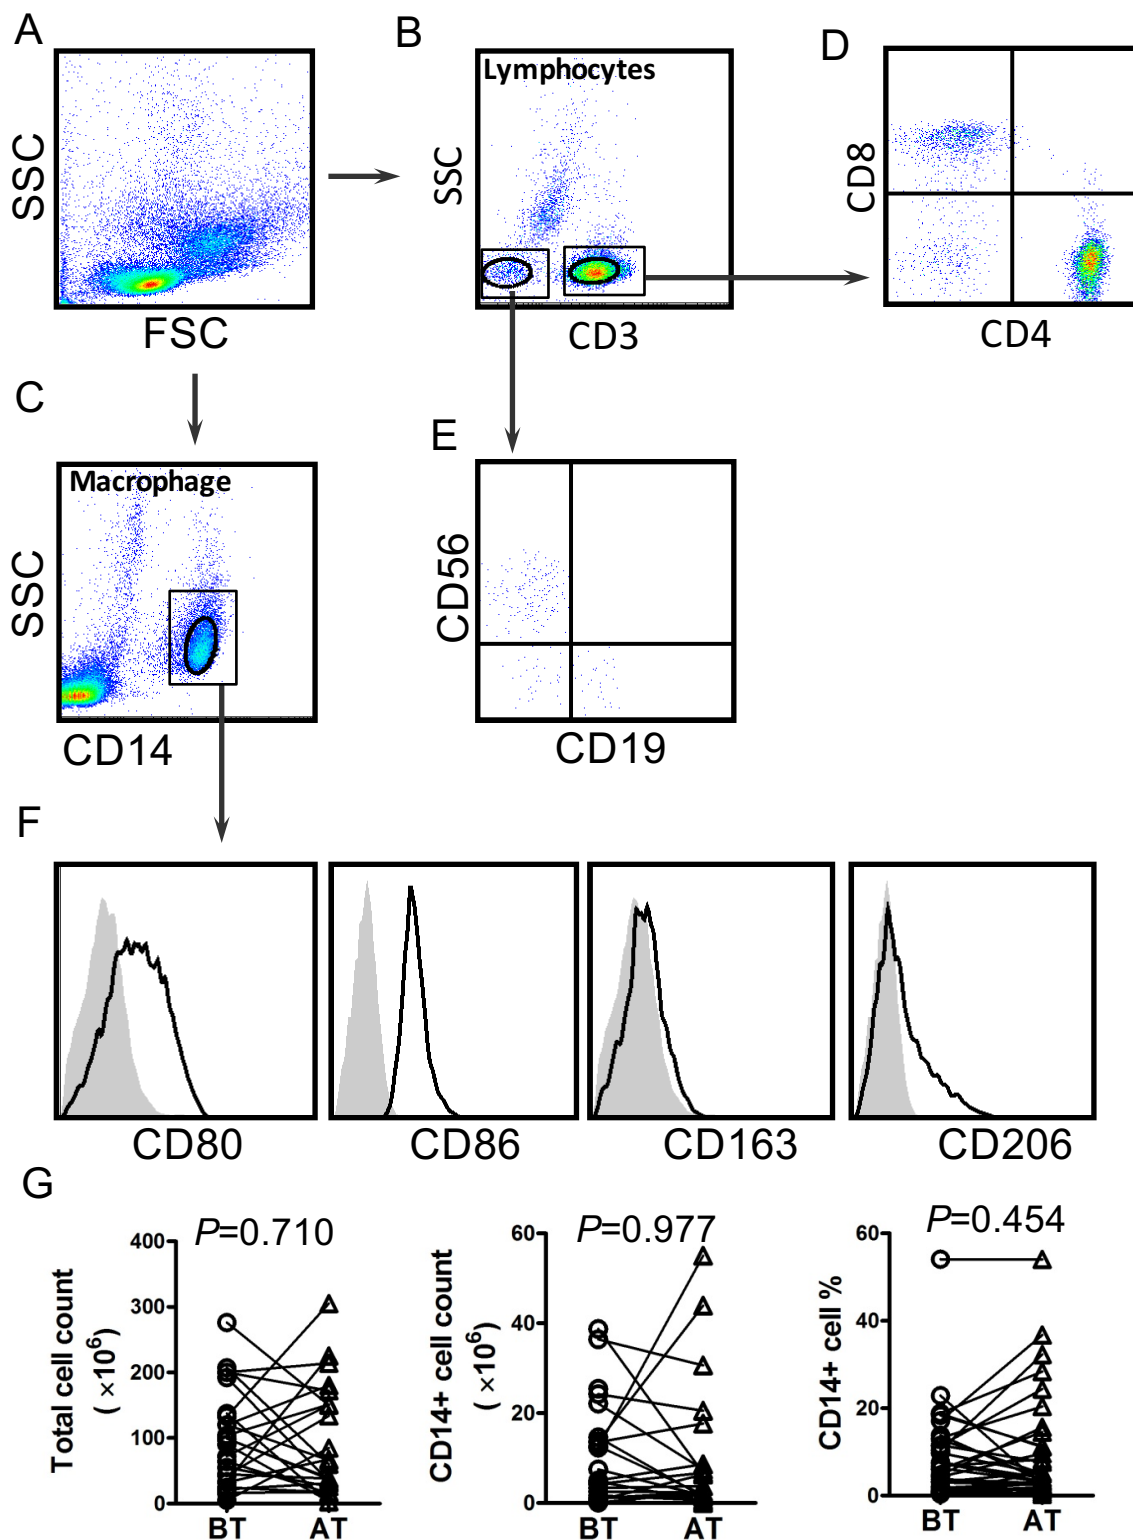 A
SSC
FSC
B
Lymphocytes
SSC
CD3
D
CD8
CD4
C
Macrophage
SSC
CD14
E
CD56
CD19
F
CD80
CD86
CD163
CD206
G
P=0.710
Total cell count
( ×10⁶)
400
300
200
100
0
BT
AT
P=0.977
CD14+ cell count
( ×10⁶)
60
40
20
0
BT
AT
P=0.454
CD14+ cell %
60
40
20
0
BT
AT